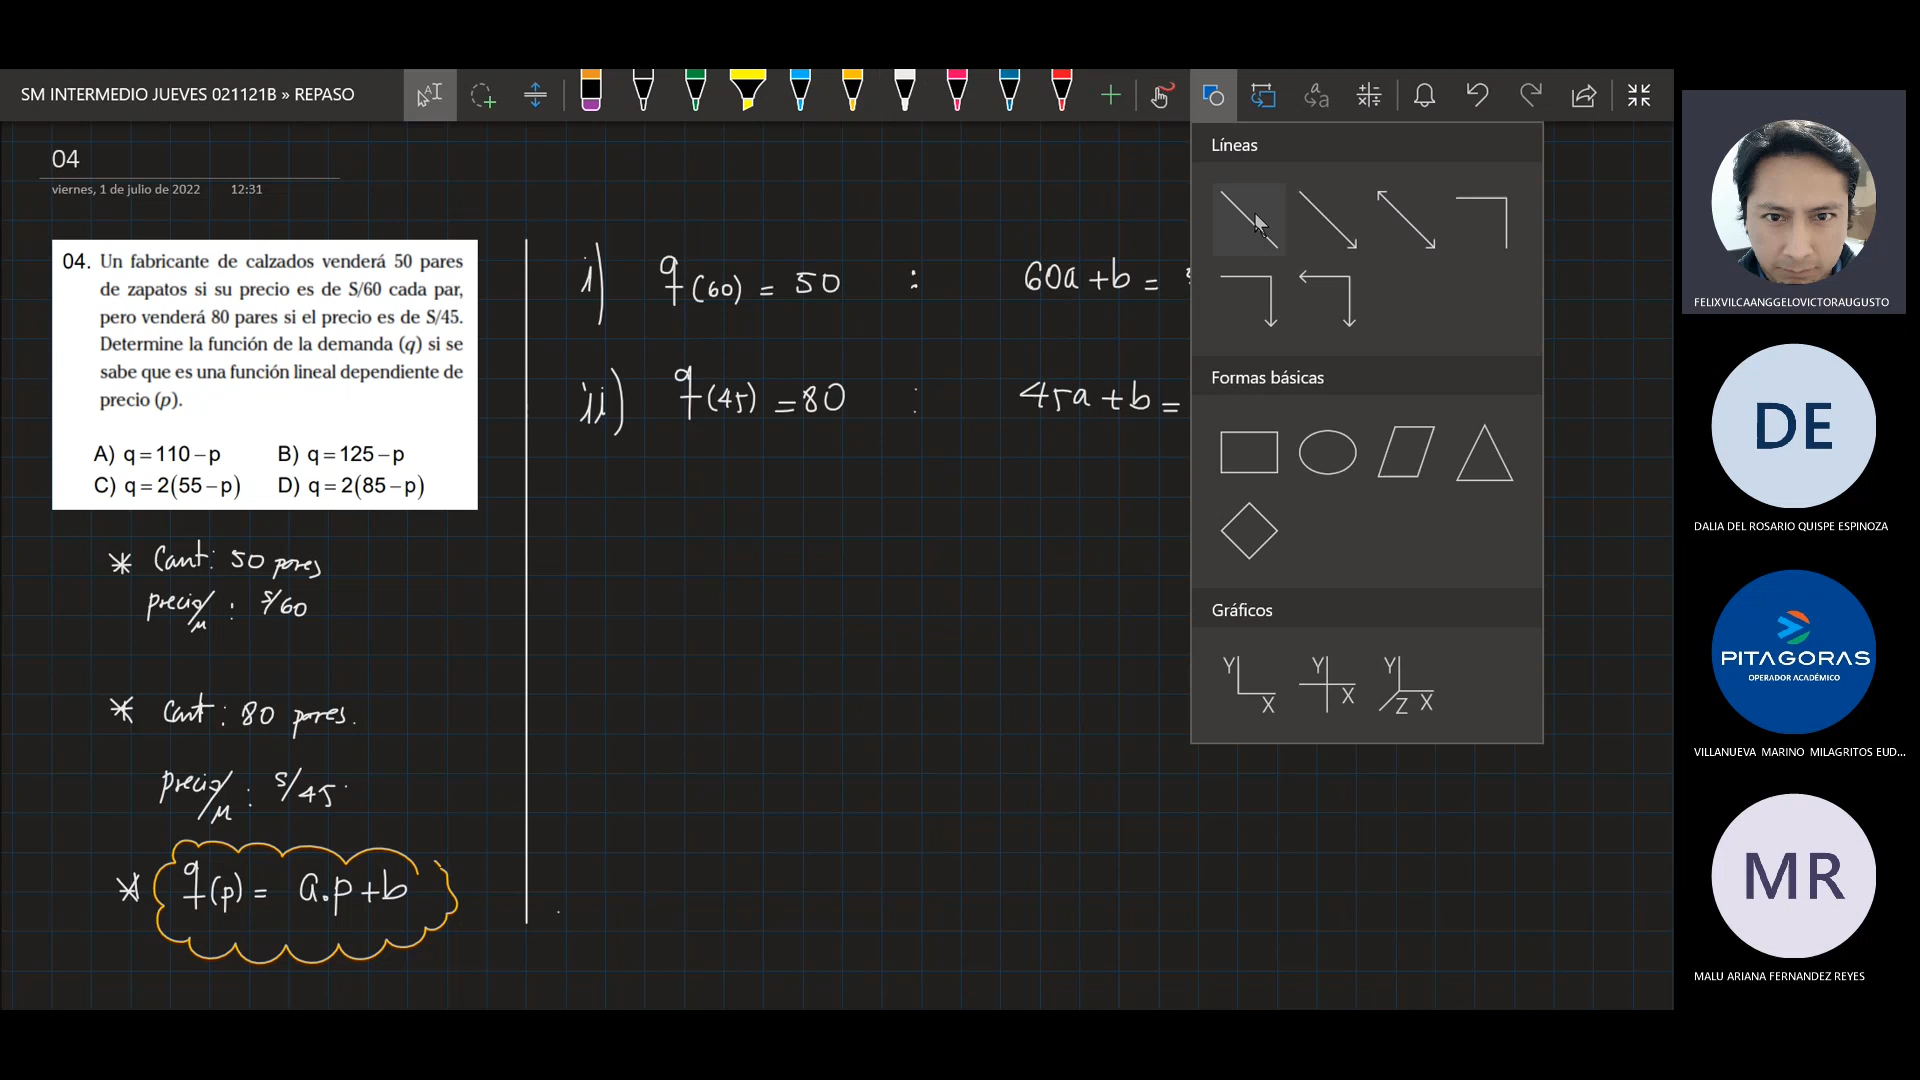 SM INTERMEDIO JUEVES 021121B » REPASO
04
viernes, 1 de julio de 2022 12:31
04. Un fabricante de calzados venderá 50 pares
de zapatos si su precio es de S/60 cada par,
pero venderá 80 pares si el precio es de S/45.
Determine la función de la demanda (q) si se
sabe que es una función lineal dependiente de
precio (p).
A) q=110−p B) q=125−p
C) q=2(55−p) D) q=2(85−p)
* Cant: 50 pares
precio/μ : S/60
* Cant: 80 pares.
precio/μ : S/45
* q(p) = a.p+b
i) q(60) = 50 : 60a+b =
ii) q(45) = 80 : 45a+b =
Líneas
Formas básicas
Gráficos
Y X Y X Y Z X
FELIXVILCAANGGELOVICTORAUGUSTO
DE
DALIA DEL ROSARIO QUISPE ESPINOZA
PITAGORAS
OPERADOR ACADÉMICO
VILLANUEVA MARINO MILAGRITOS EUD...
MR
MALU ARIANA FERNANDEZ REYES